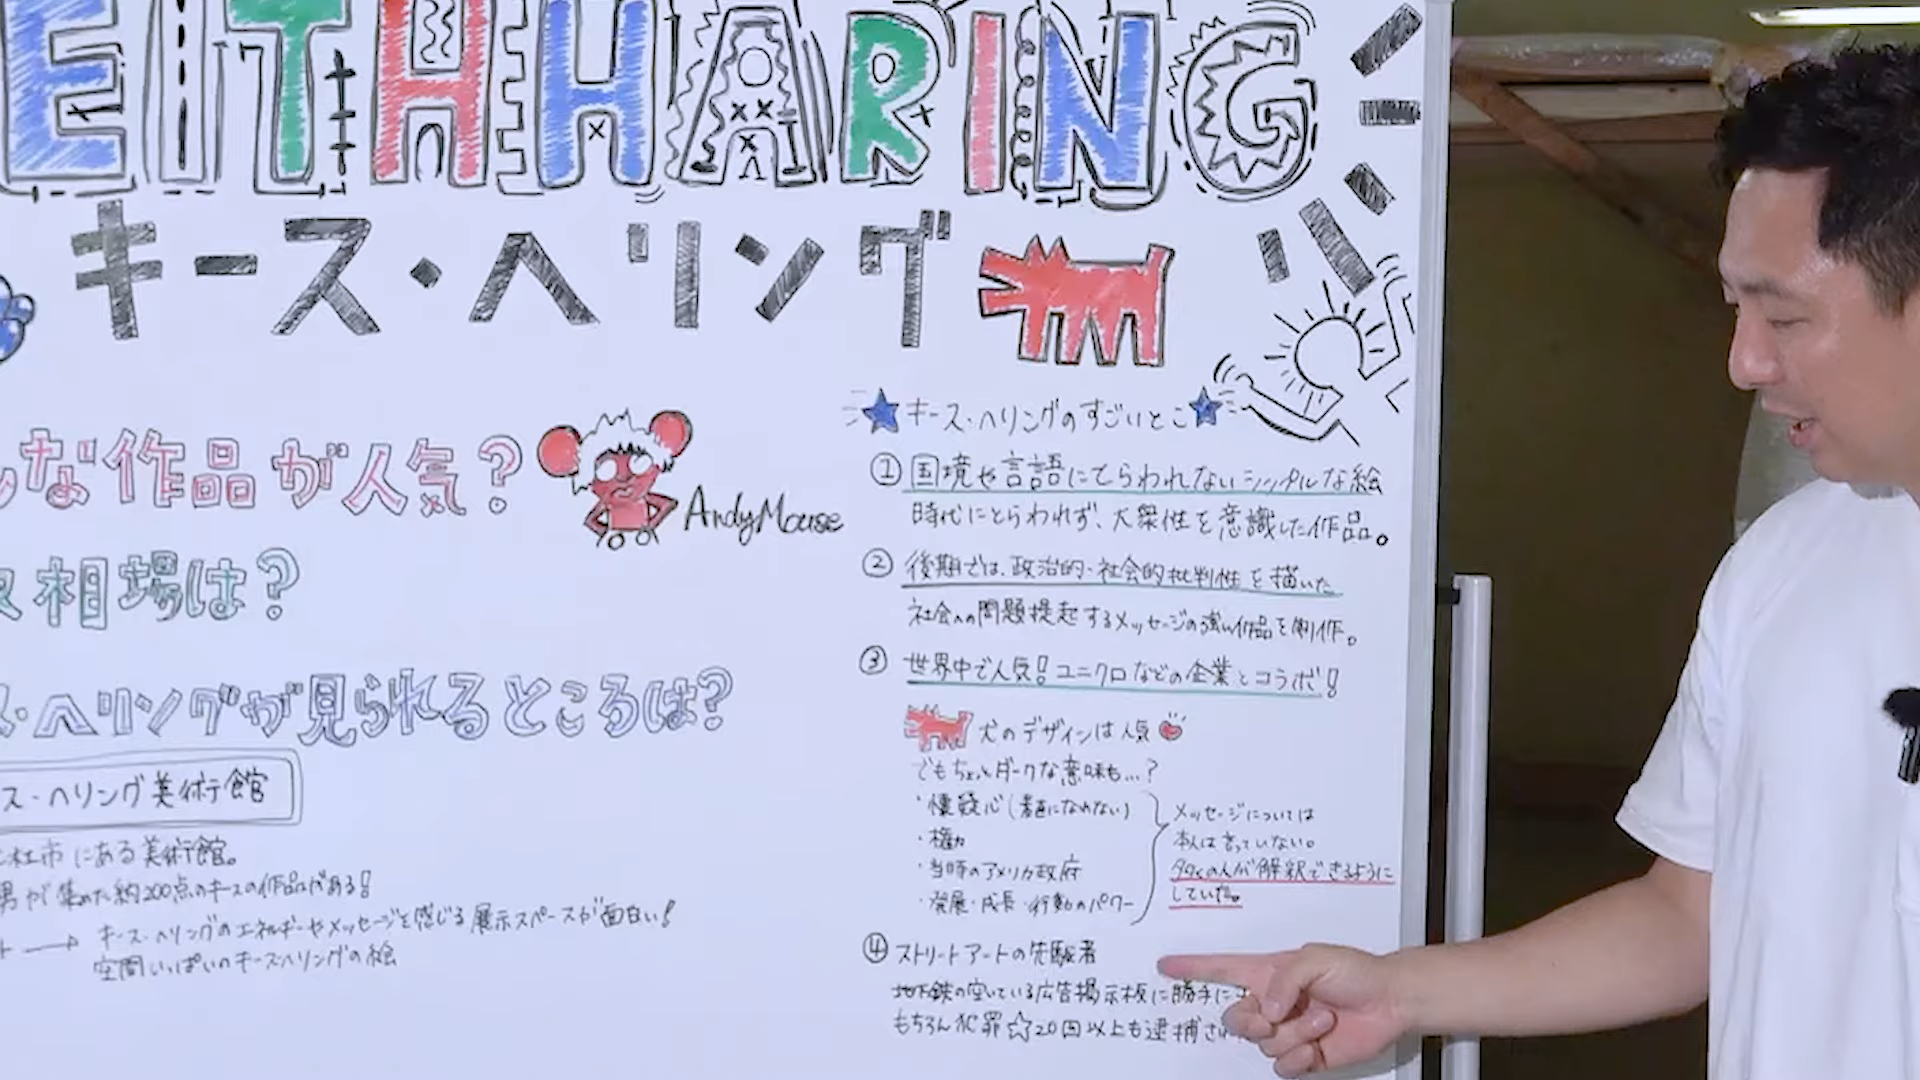 EITH HARING
キース・ヘリング
な作品が人気?
Andy Mouse
相場は?
ス・ヘリングが見られるところは?
ス・ヘリング美術館
杜市にある美術館。
が集めた約200点のキースの作品がある!
キース・ヘリングのエネルギーやメッセージを感じる展示スペースが面白い!
空間いっぱいのキースヘリングの絵
キース・ヘリングのすごいとこ
① 国境や言語にとらわれないシンプルな絵
時代にとらわれず、大衆性を意識した作品。
② 後期では、政治的・社会的批判性を描いた
社会への問題提起するメッセージの強い作品を制作。
③ 世界中で人気!ユニクロなどの企業とコラボ!
犬のデザインは人気
でもちょっとダークな意味も…?
・懐疑心(素直になれない)
・権力
・当時のアメリカ政府
・発展・成長・行動のパワー
メッセージについては
本人は言っていない。
多くの人が解釈できるように
していた。
④ ストリートアートの先駆者
地下鉄の空いている広告掲示板に勝手に
もちろん犯罪☆20回以上も逮捕され